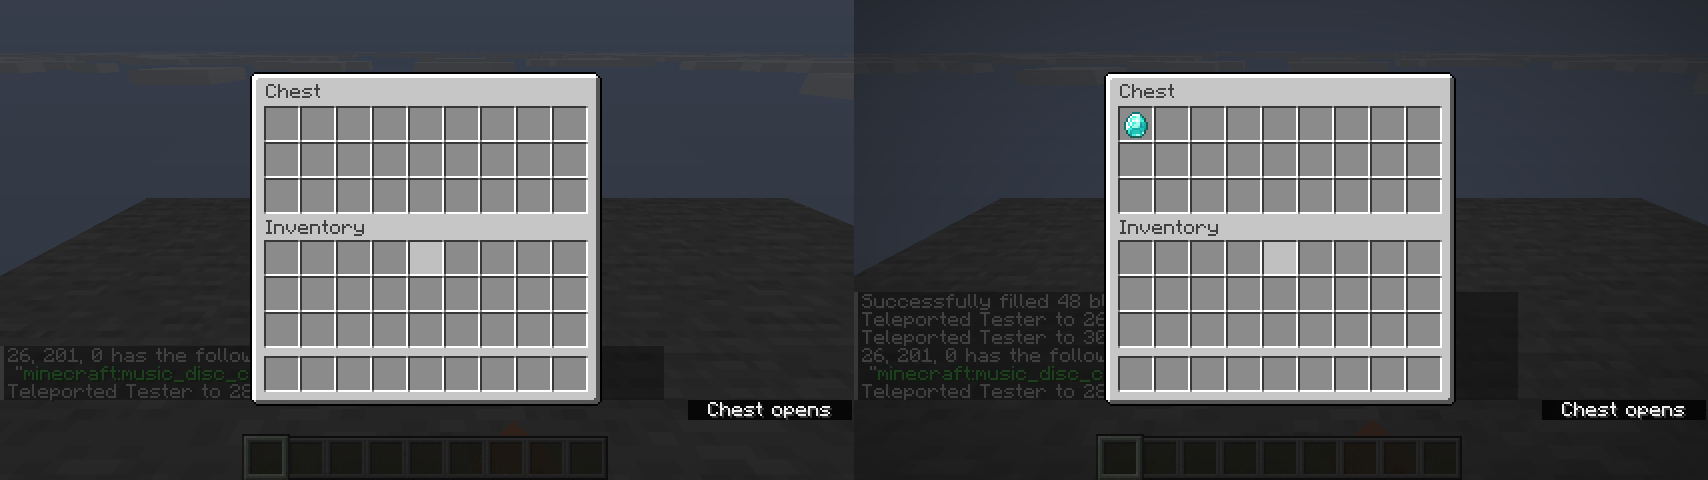 Chest
Inventory
26, 201, 0 has the follow
"minecraft:music_disc_c
Teleported Tester to 28
Chest opens
Chest
Inventory
Successfully filled 48 bl
Teleported Tester to 26
Teleported Tester to 30
26, 201, 0 has the follow
"minecraft:music_disc_c
Teleported Tester to 28
Chest opens